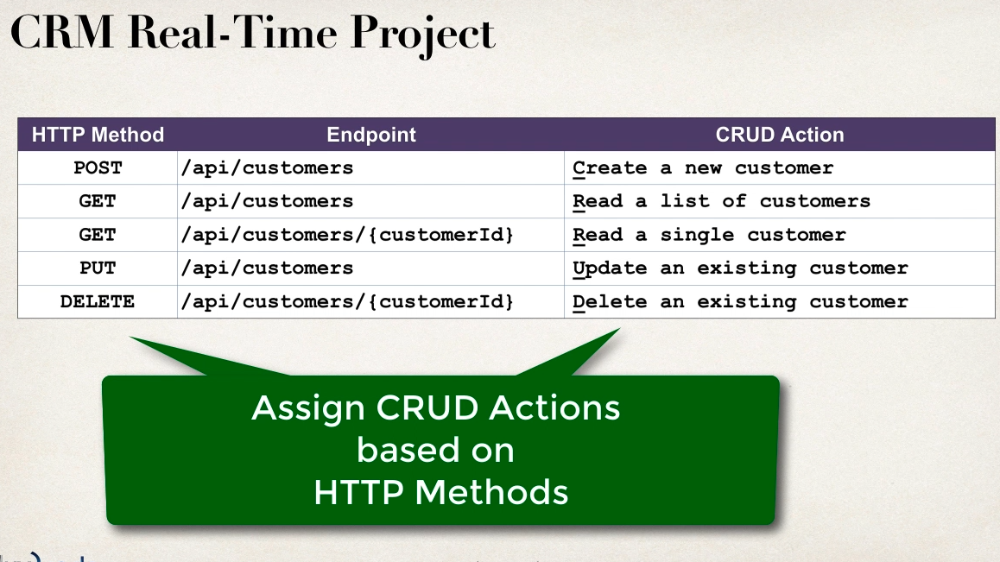 CRM Real-Time Project
HTTP Method Endpoint CRUD Action
POST /api/customers Create a new customer
GET /api/customers Read a list of customers
GET /api/customers/{customerId} Read a single customer
PUT /api/customers Update an existing customer
DELETE /api/customers/{customerId} Delete an existing customer
Assign CRUD Actions
based on
HTTP Methods